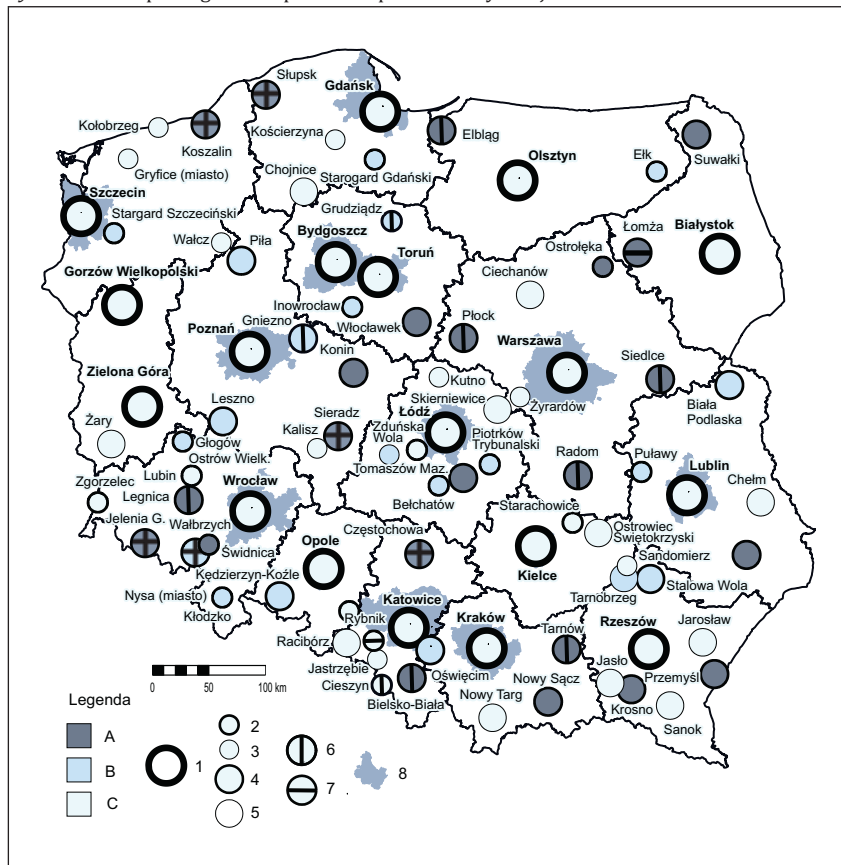 Słupsk
Gdańsk
Kołobrzeg
Koszalin
Kościerzyna
Elbląg
Suwałki
Gryfice (miasto)
Olsztyn
Ełk
Chojnice
Starogard Gdański
Szczecin
Stargard Szczeciński
Grudziądz
Łomża
Wałcz
Piła
Bydgoszcz
Toruń
Ostrołęka
Białystok
Ciechanów
Gorzów Wielkopolski
Inowrocław
Gniezno
Włocławek
Płock
Poznań
Warszawa
Konin
Siedlce
Zielona Góra
Kutno
Skierniewice
Leszno
Sieradz
Łódź
Żyrardów
Biała
Podlaska
Zduńska
Wola
Żary
Kalisz
Piotrków
Trybunalski
Głogów
Ostrów Wielk.
Tomaszów Maz.
Radom
Puławy
Lublin
Lubin
Zgorzelec
Wrocław
Chełm
Legnica
Bełchatów
Starachowice
Jelenia G.
Wałbrzych
Częstochowa
Ostrowiec
Świętokrzyski
Świdnica
Opole
Sandomierz
Kielce
Kędzierzyn-Koźle
Stalowa Wola
Nysa (miasto)
Tarnobrzeg
Kłodzko
Katowice
Kraków
Rybnik
Rzeszów
Jarosław
Racibórz
Tarnów
Jastrzębie
Oświęcim
Nowy Sącz
Jasło
Przemyśl
Cieszyn
Bielsko-Biała
Nowy Targ
Krosno
Sanok
0 50 100 km
Legenda
A
B
C
1
2
3
4
5
6
7
8